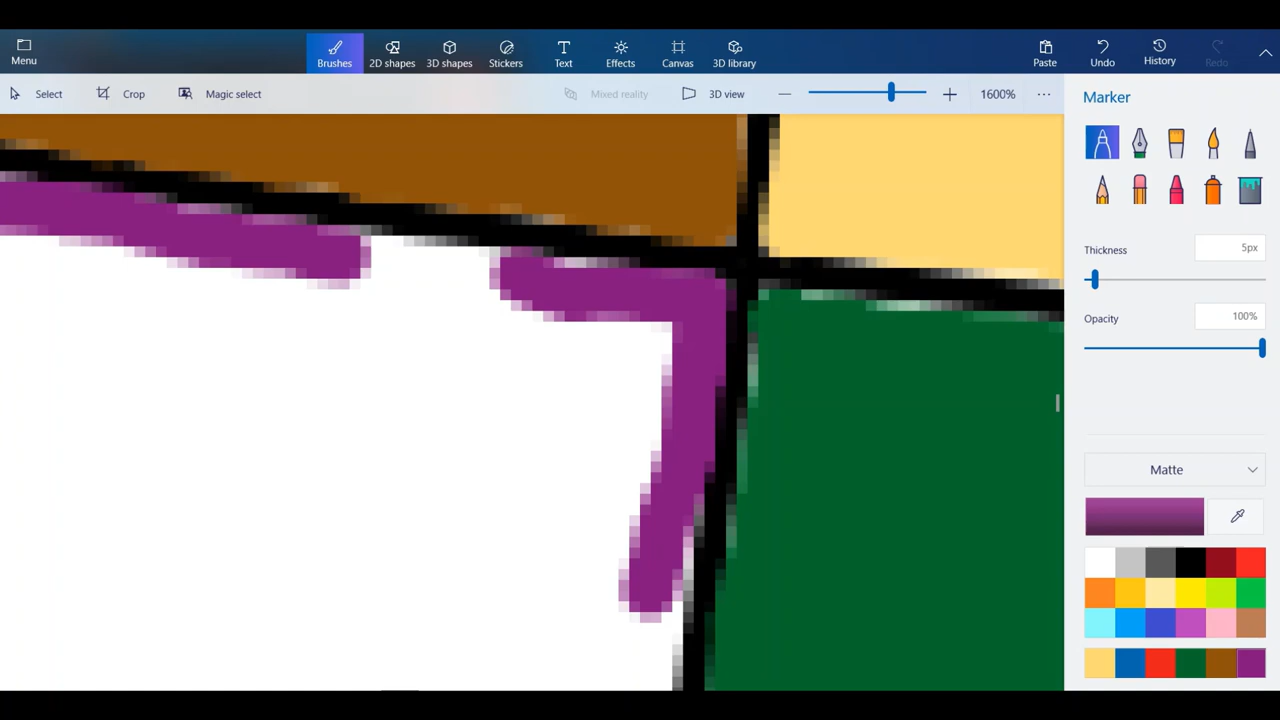 Menu
Brushes
2D shapes
3D shapes
Stickers
Text
Effects
Canvas
3D library
Paste
Undo
History
Redo
Select
Crop
Magic select
Mixed reality
3D view
1600%
Marker
Thickness
5px
Opacity
100%
Matte